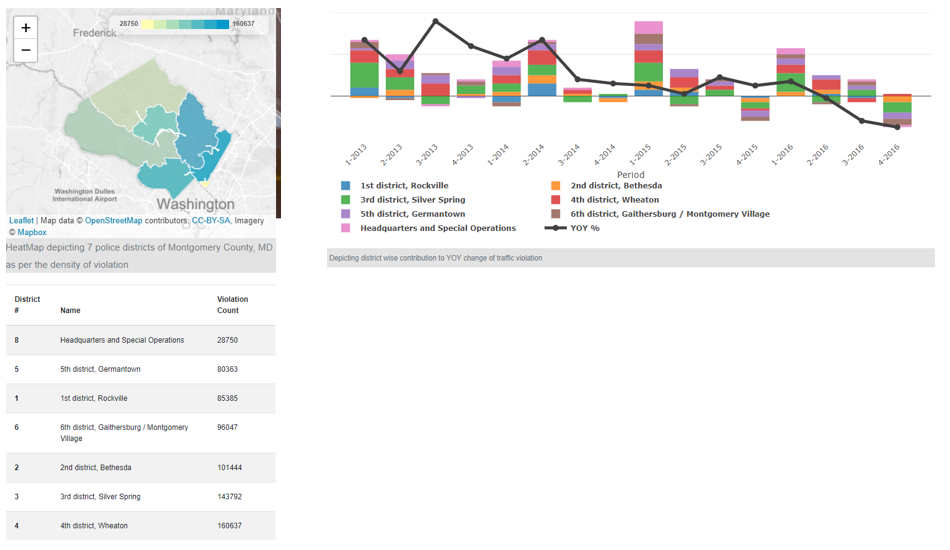 Maryland
Frederick
+
−
28750
160637
Washington Dulles
International Airport
Washington
D.C.
Leaflet | Map data © OpenStreetMap contributors, CC-BY-SA, Imagery
© Mapbox
HeatMap depicting 7 police districts of Montgomery County, MD
as per the density of violation
District # Name Violation Count
8 Headquarters and Special Operations 28750
5 5th district, Germantown 80363
1 1st district, Rockville 85385
6 6th district, Gaithersburg / Montgomery
Village 96047
2 2nd district, Bethesda 101444
3 3rd district, Silver Spring 143792
4 4th district, Wheaton 160637
1-2013 2-2013 3-2013 4-2013 1-2014 2-2014 3-2014 4-2014 1-2015 2-2015 3-2015 4-2015 1-2016 2-2016 3-2016 4-2016
Period
1st district, Rockville
2nd district, Bethesda
3rd district, Silver Spring
4th district, Wheaton
5th district, Germantown
6th district, Gaithersburg / Montgomery Village
Headquarters and Special Operations
YOY %
Depicting district wise contribution to YOY change of traffic violation